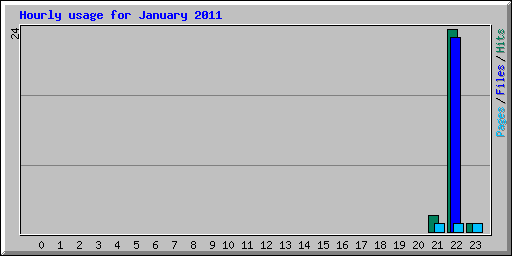 Hourly usage for January 2011
24
Pages/Files/Hits
0 1 2 3 4 5 6 7 8 9 10 11 12 13 14 15 16 17 18 19 20 21 22 23